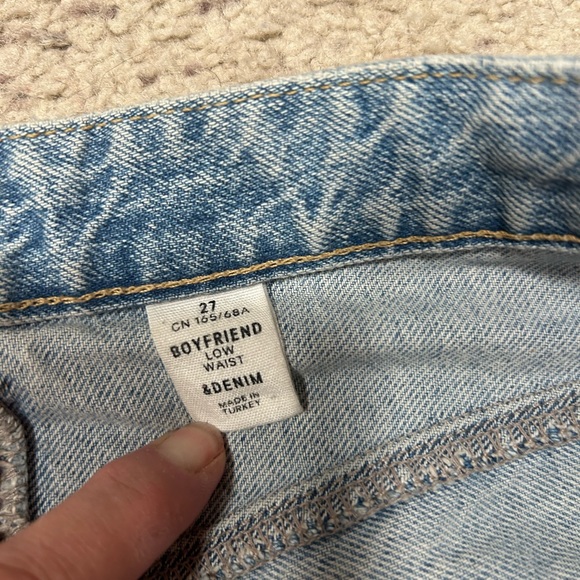 27
CN 165/68A
BOYFRIEND
LOW
WAIST
&DENIM
MADE IN
TURKEY